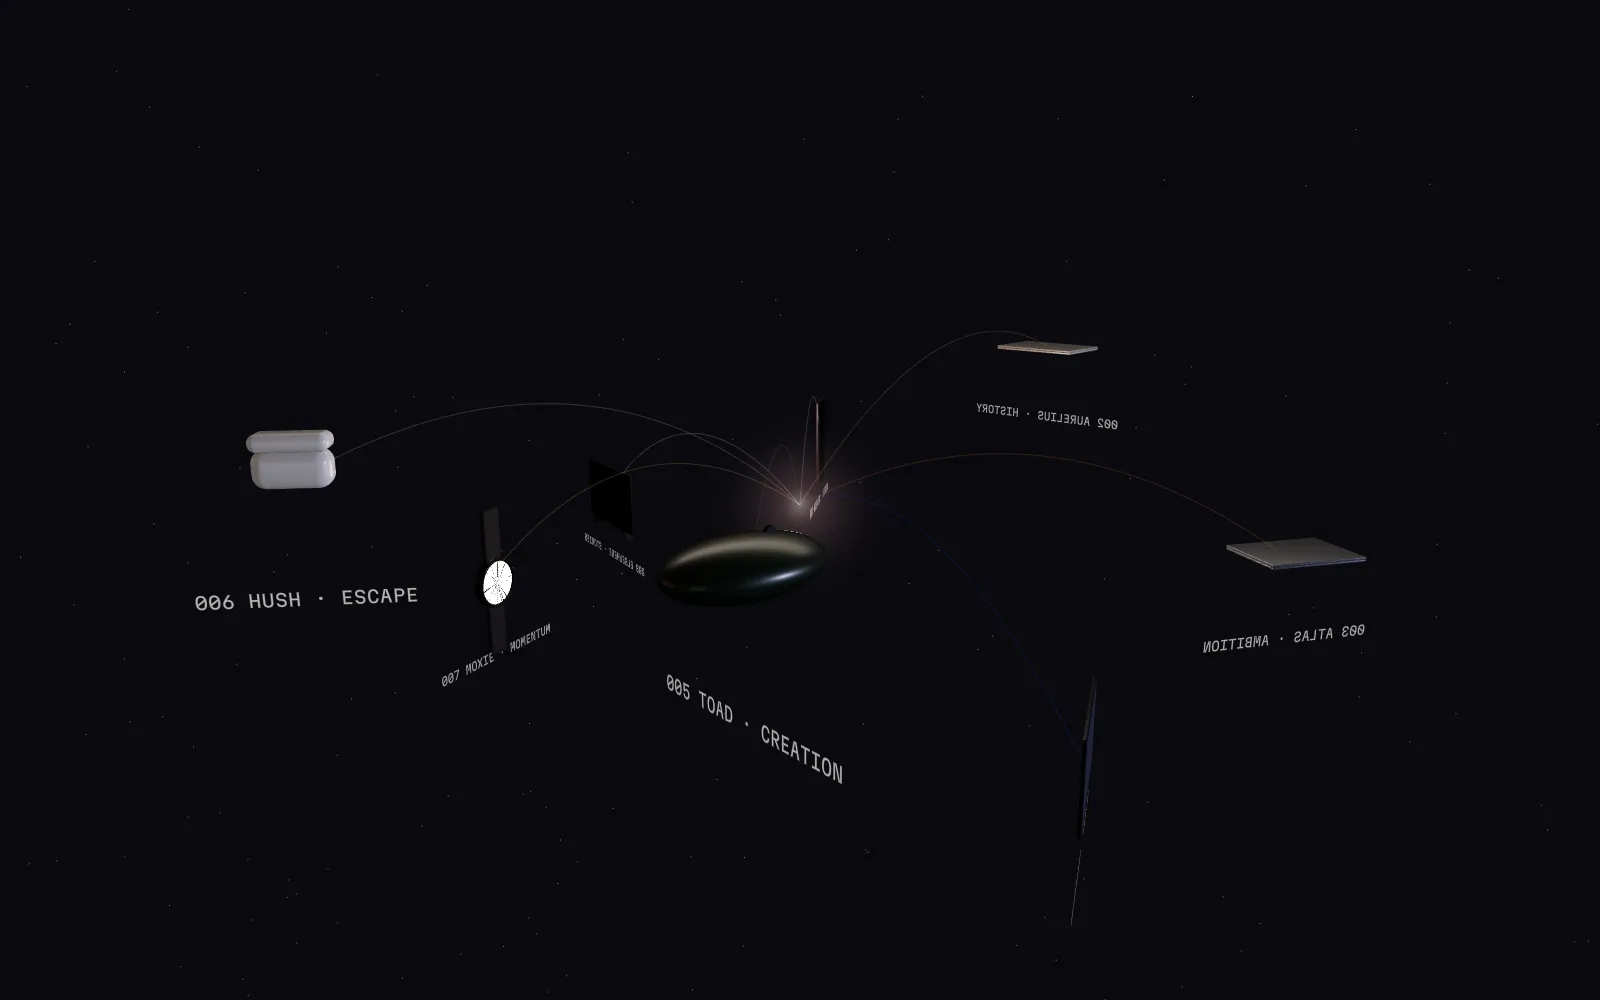 002 AURELIUS · HISTORY
006 HUSH · ESCAPE
003 ATLAS · AMBITION
007 MOXIE · MOMENTUM
005 TOAD · CREATION